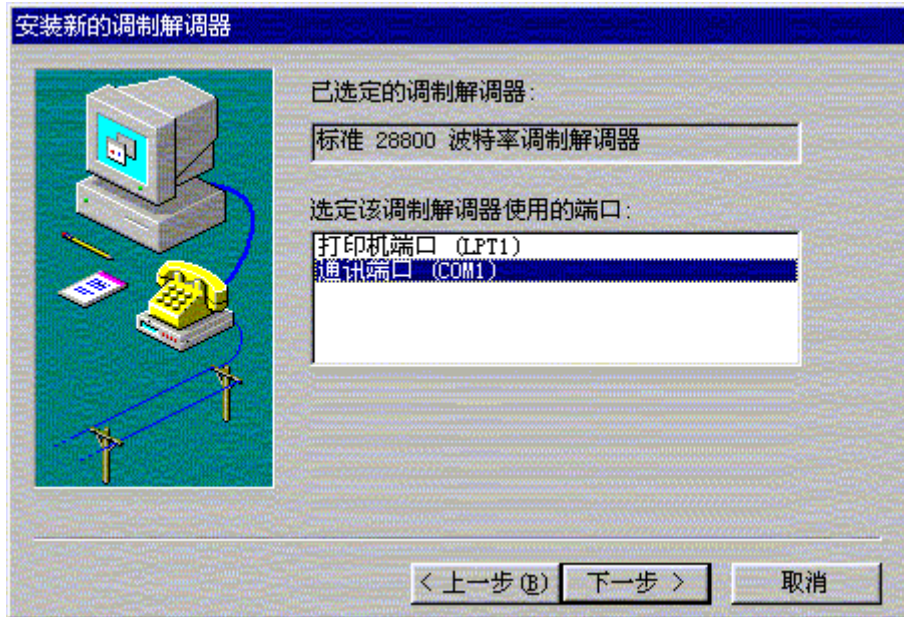 安装新的调制解调器
已选定的调制解调器:
标准 28800 波特率调制解调器
选定该调制解调器使用的端口:
打印机端口 (LPT1)
通讯端口 (COM1)
< 上一步(B)
下一步 >
取消